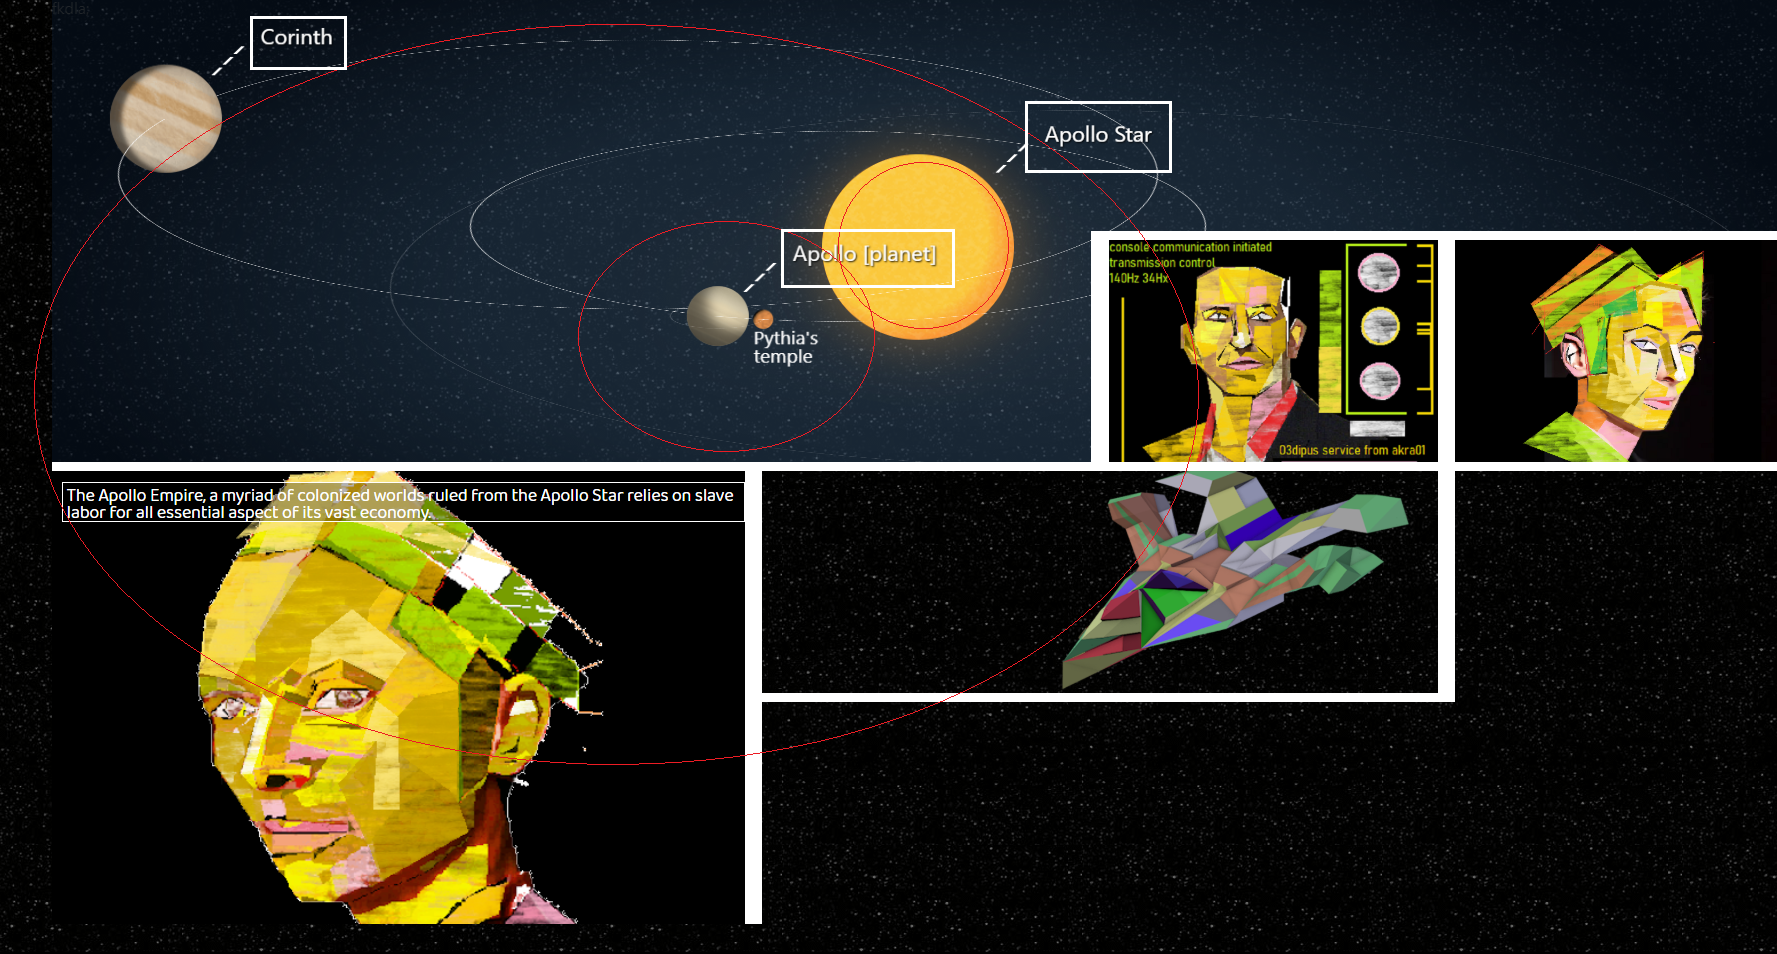 Corinth
Apollo Star
Apollo [planet]
Pythia's
temple
console communication initiated
transmission control
140Hz 34Hx
03dipus service from akra01
The Apollo Empire, a myriad of colonized worlds ruled from the Apollo Star relies on slave
labor for all essential aspect of its vast economy.